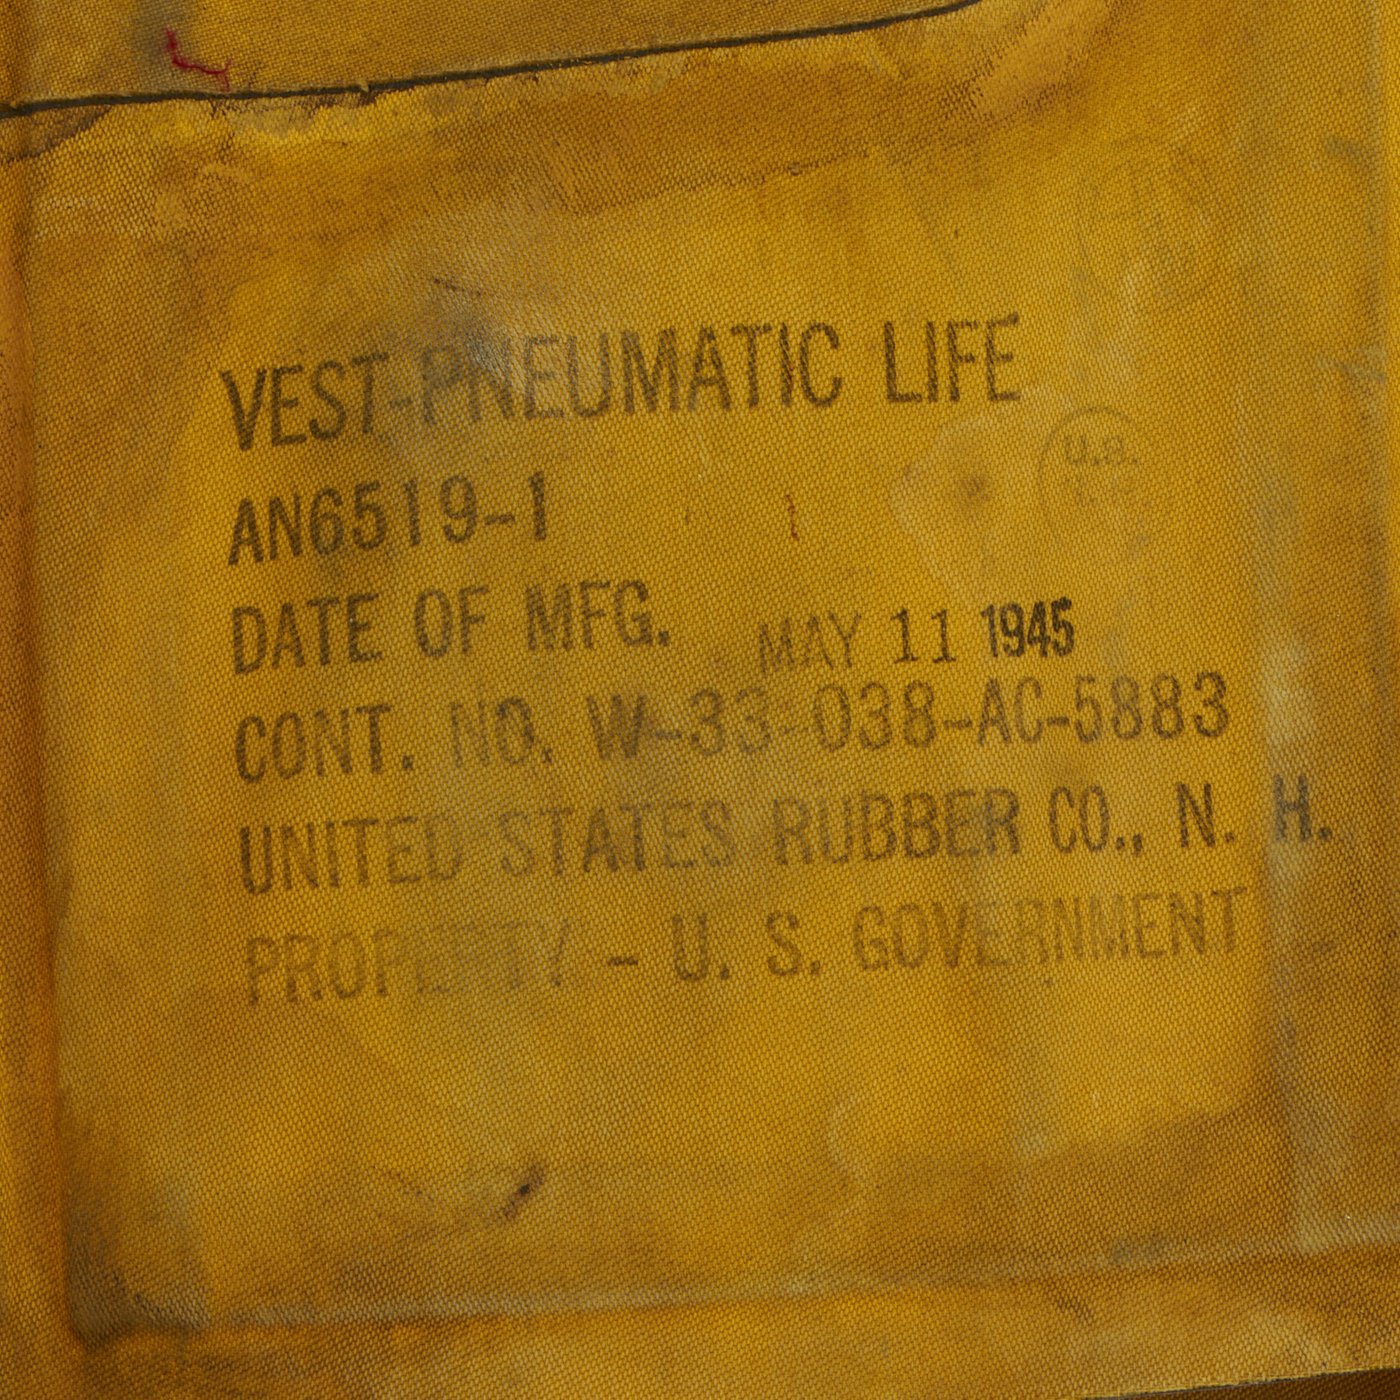 VEST-PNEUMATIC LIFE
AN6519-1
DATE OF MFG. MAY 11 1945
CONT. NO. W-33-038-AC-5883
UNITED STATES RUBBER CO., N. H.
PROPERTY - U. S. GOVERNMENT